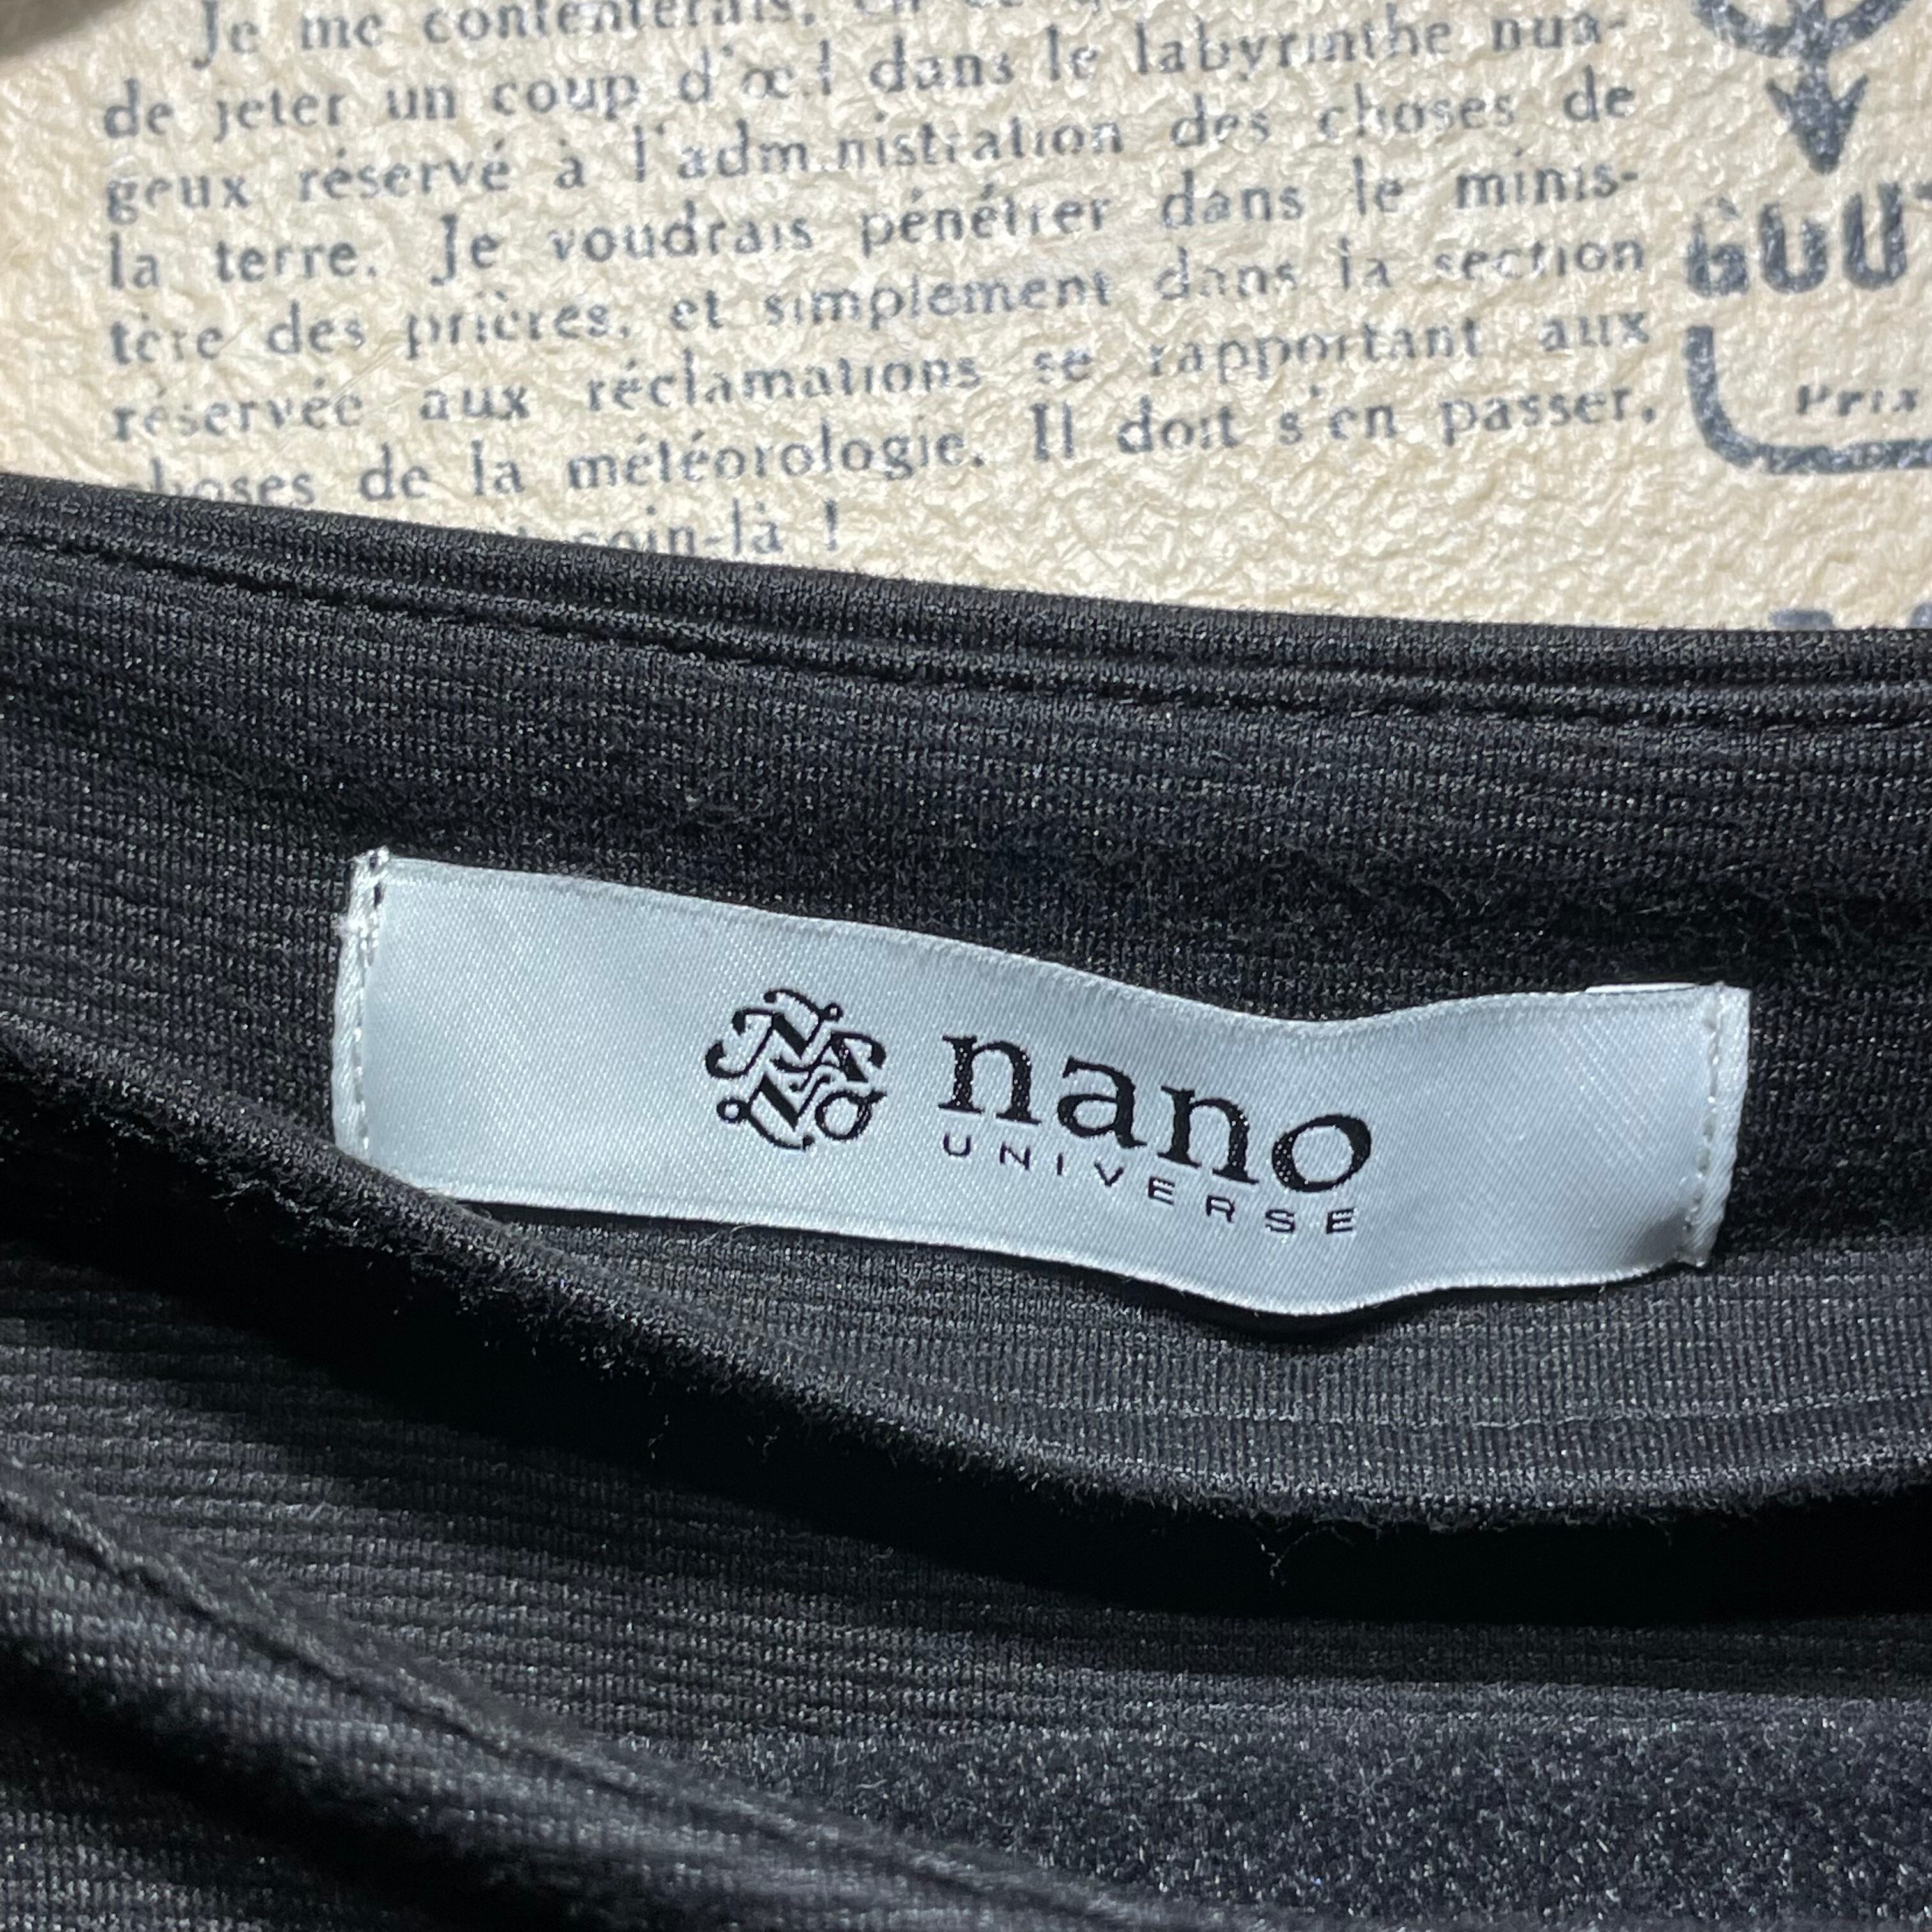 Je me contenterais,
de jeter un coup d'œil dans le labyrinthe nua-
geux réservé à l'administration des choses de
la terre. Je voudrais pénétrer dans le minis-
tère des prières, et simplement dans la section
réservée aux réclamations se rapportant aux
choses de la météorologie. Il doit s'en passer,
soin-là !
Prix
nano
UNIVERSE